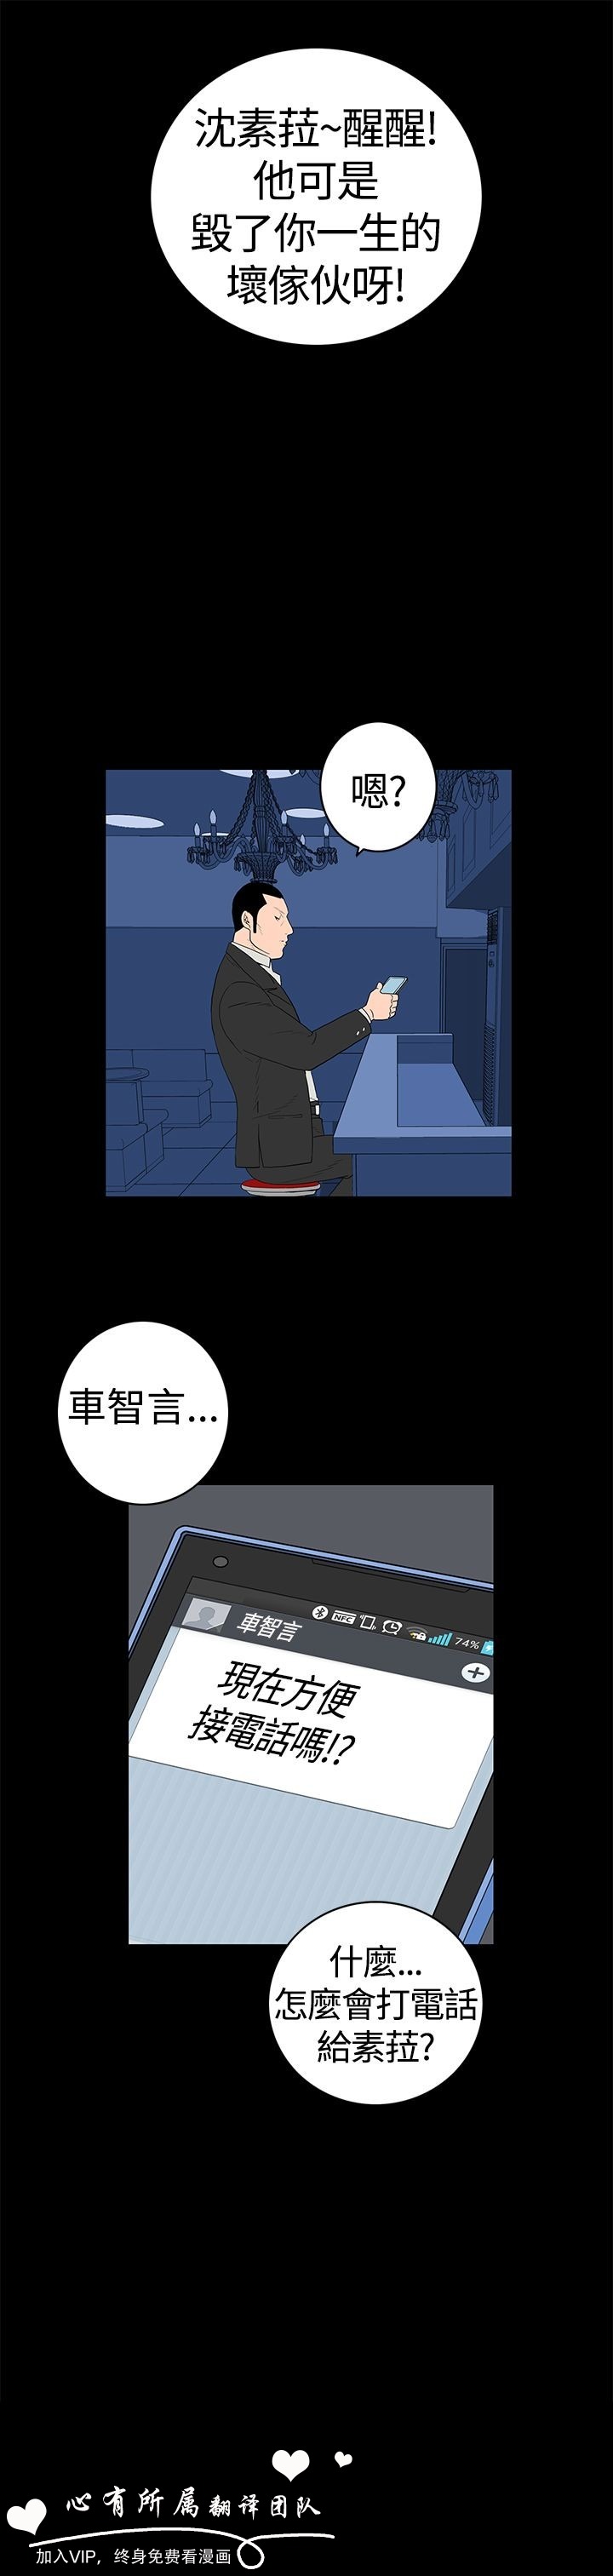 沈素菈~醒醒!
他可是
毀了你一生的
壞傢伙呀!
嗯?
車智言...
車智言
NFC
74%
現在方便
接電話嗎!?
什麼...
怎麼會打電話
給素菈?
心有所属翻译团队
加入VIP，终身免费看漫画